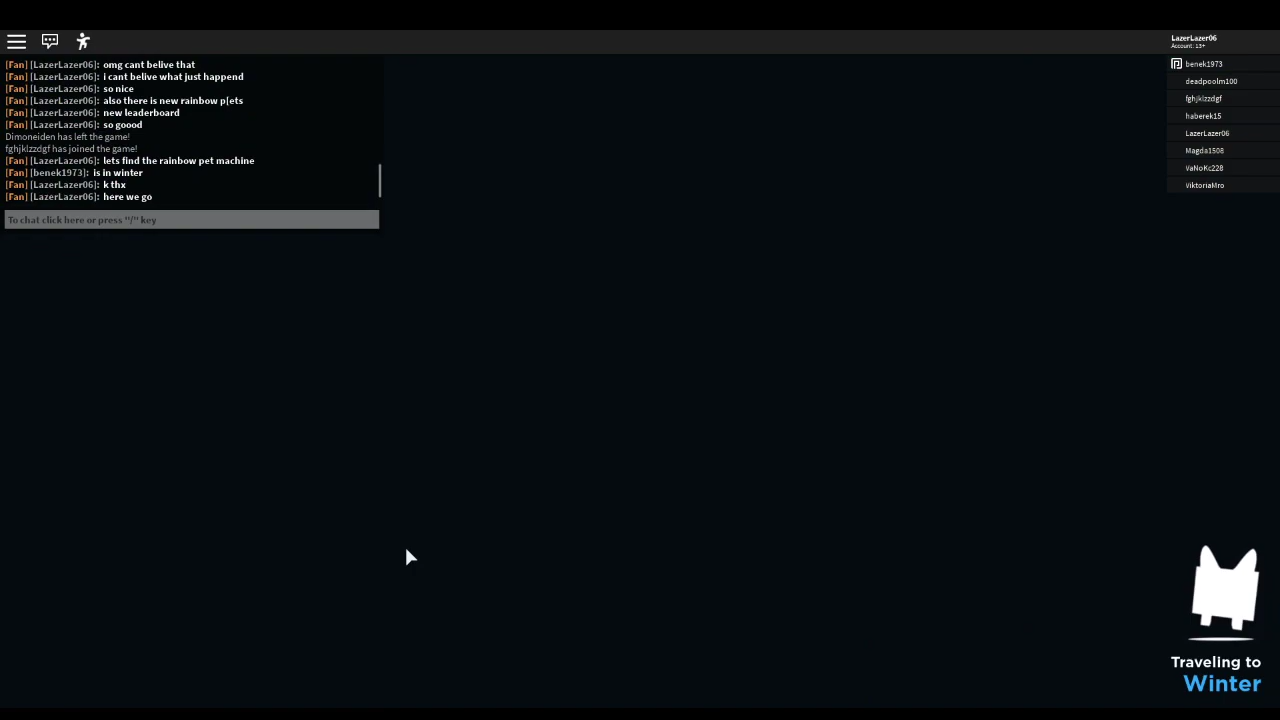 LazerLazer06
Account: 13+
[Fan] [LazerLazer06]: omg cant belive that
[Fan] [LazerLazer06]: i cant belive what just happend
[Fan] [LazerLazer06]: so nice
[Fan] [LazerLazer06]: also there is new rainbow p[ets
[Fan] [LazerLazer06]: new leaderboard
[Fan] [LazerLazer06]: so goood
Dimoneiden has left the game!
fghjklzzdgf has joined the game!
[Fan] [LazerLazer06]: lets find the rainbow pet machine
[Fan] [benek1973]: is in winter
[Fan] [LazerLazer06]: k thx
[Fan] [LazerLazer06]: here we go
To chat click here or press "/" key
benek1973
deadpoolm100
fghjklzzdgf
haberek15
LazerLazer06
Magda1508
VaNoKc228
ViktoriaMro
Traveling to
Winter